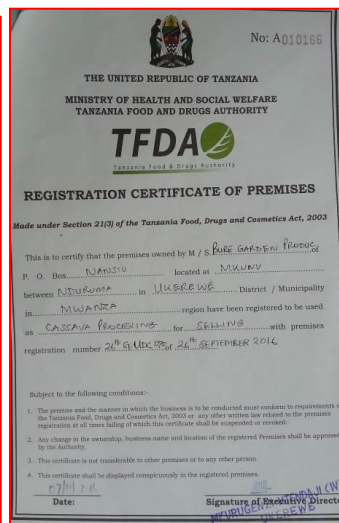 No: A010166
THE UNITED REPUBLIC OF TANZANIA
MINISTRY OF HEALTH AND SOCIAL WELFARE
TANZANIA FOOD AND DRUGS AUTHORITY
TFDA
Tanzania Food & Drugs Authority
REGISTRATION CERTIFICATE OF PREMISES
Made under Section 21(3) of the Tanzania Food, Drugs and Cosmetics Act, 2003
This is to certify that the premises owned by M / S. PURE GARDEN PRODUC of
P. O. Box NANSIU located at MKUNU
between NDURUMA in UKEREWE District / Municipality
in MWANZA region have been registered to be used
as CASSAVA PROCESSING for SELLING with premises
registration number 26th of 26th SEPTEMBER 2016
Subject to the following conditions:-
1. The premise and the manner in which the business is to be conducted must conform to requirements o
the Tanzania Food, Drugs and Cosmetics Act, 2003 or any other written law related to the premises
registration at all times failing of which this certificate shall be suspended or revoked.
2. Any change in the ownership, business name and location of the registered Premises shall be approved
by the Authority.
3. This certificate is not transferable to other premises or to any other person.
4. This certificate shall be displayed conspicuously in the registered premises.
Date:
Signature of Executive Direct
MKURUGENZI MTENDAJI (W)
UKEREWE